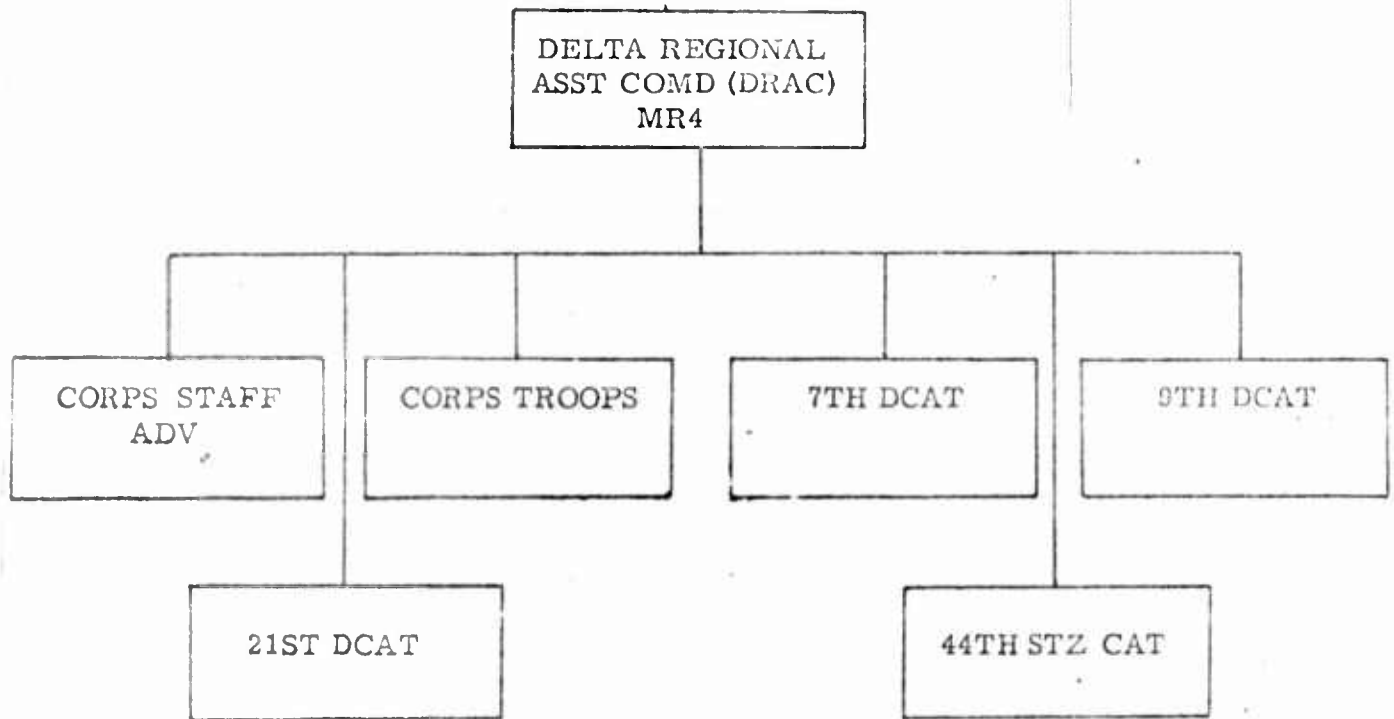 DELTA REGIONAL
ASST COMD (DRAC)
MR4
CORPS STAFF
ADV
CORPS TROOPS
7TH DCAT
9TH DCAT
21ST DCAT
44TH STZ CAT